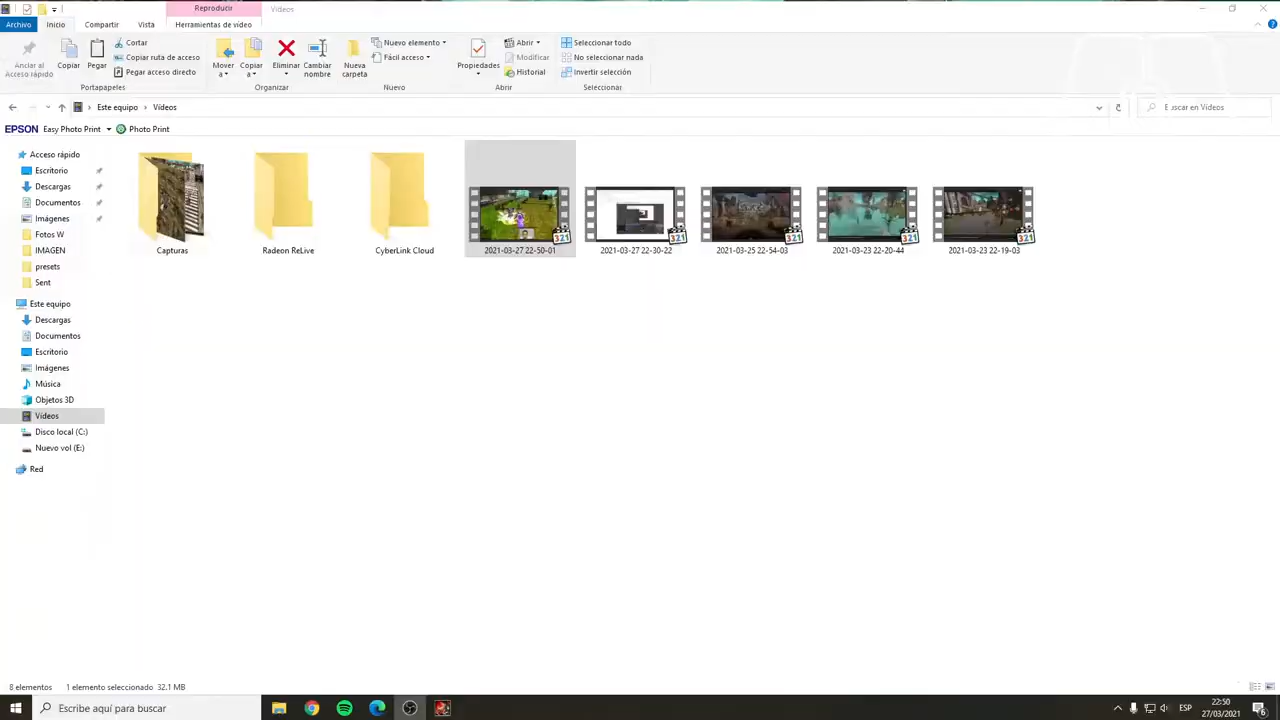 Reproducir
Vídeos
Archivo
Inicio
Compartir
Vista
Herramientas de vídeo
Anclar al
Acceso rápido
Copiar
Pegar
Cortar
Copiar ruta de acceso
Pegar acceso directo
Mover
a
Copiar
a
Eliminar
Cambiar
nombre
Nueva
carpeta
Nuevo elemento
Fácil acceso
Propiedades
Abrir
Modificar
Historial
Seleccionar todo
No seleccionar nada
Invertir selección
Portapapeles
Organizar
Nuevo
Abrir
Seleccionar
Este equipo > Vídeos
Buscar en Vídeos
EPSON Easy Photo Print Photo Print
Acceso rápido
Escritorio
Descargas
Documentos
Imágenes
Fotos W
IMAGEN
presets
Sent
Este equipo
Descargas
Documentos
Escritorio
Imágenes
Música
Objetos 3D
Vídeos
Disco local (C:)
Nuevo vol (E:)
Red
321
321
321
321
321
Capturas
Radeon ReLive
CyberLink Cloud
2021-03-27 22-50-01
2021-03-27 22-30-22
2021-03-25 22-54-03
2021-03-23 22-20-44
2021-03-23 22-19-03
8 elementos
1 elemento seleccionado 32.1 MB
Escribe aquí para buscar
ESP
22:50
27/03/2021
6